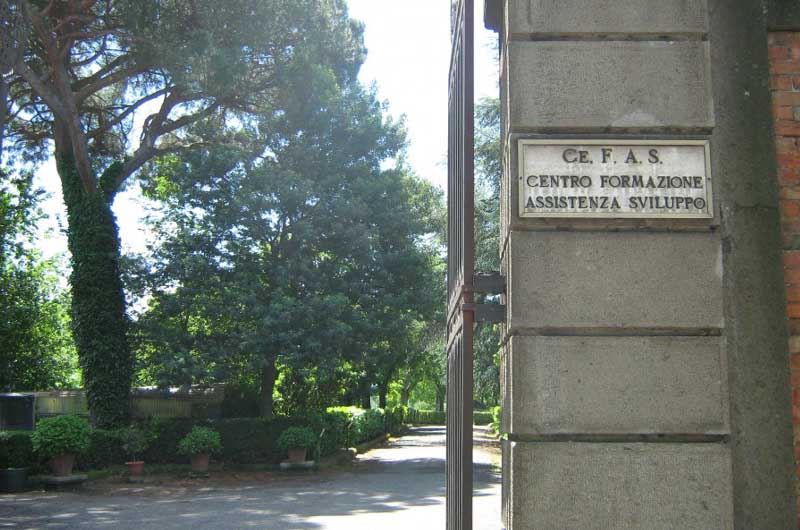 CE. F. A. S.
CENTRO FORMAZIONE
ASSISTENZA SVILUPPO